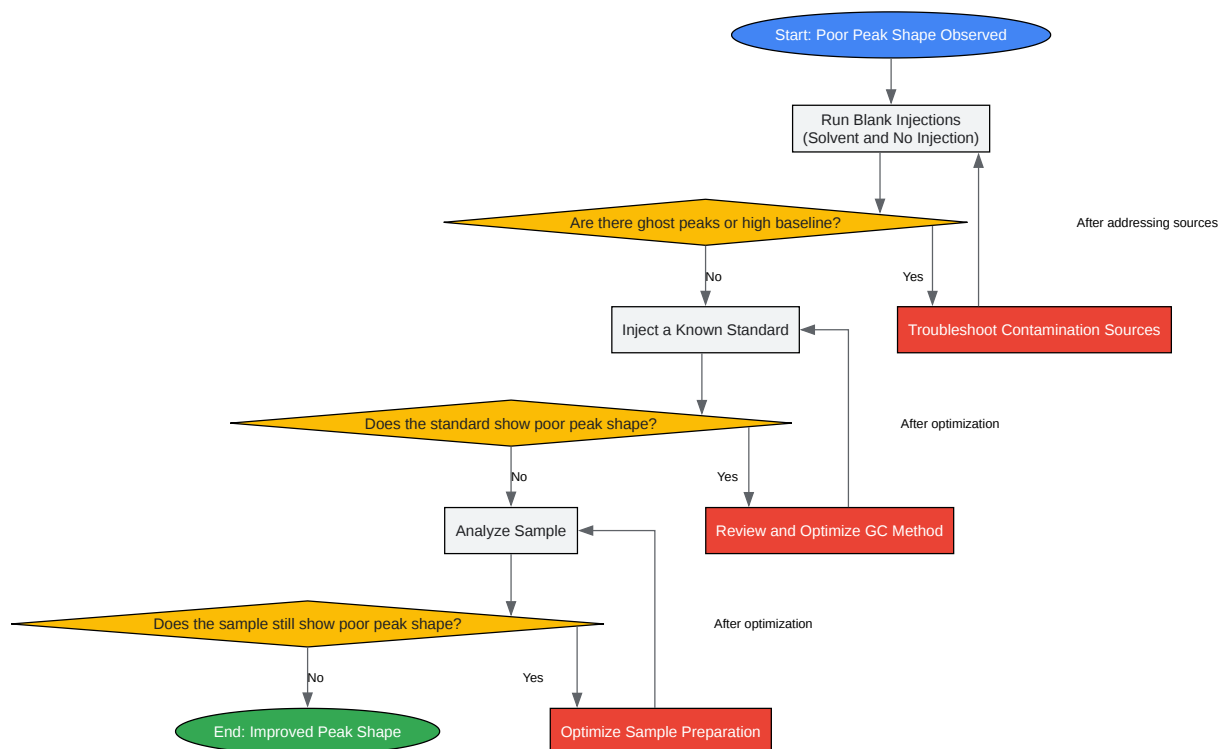 Start: Poor Peak Shape Observed
Run Blank Injections
(Solvent and No Injection)
Are there ghost peaks or high baseline?
After addressing sources
No
Yes
Inject a Known Standard
Troubleshoot Contamination Sources
Does the standard show poor peak shape?
After optimization
No
Yes
Analyze Sample
Review and Optimize GC Method
Does the sample still show poor peak shape?
After optimization
No
Yes
End: Improved Peak Shape
Optimize Sample Preparation